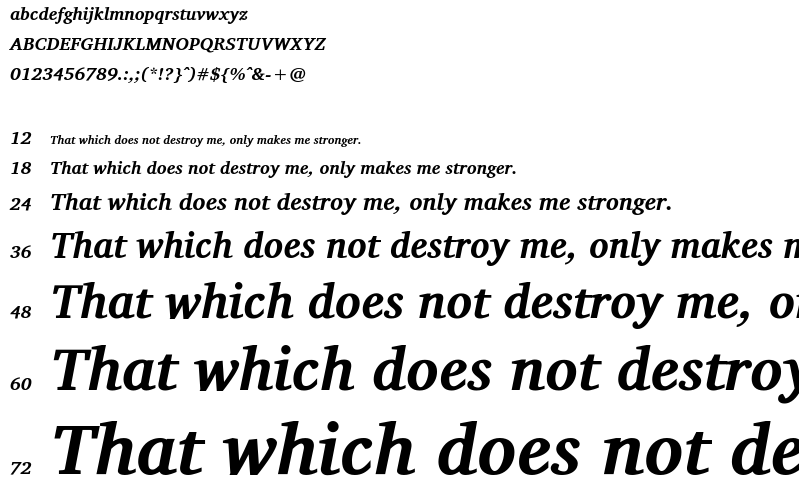 abcdefghijklmnopqrstuvwxyz
ABCDEFGHIJKLMNOPQRSTUVWXYZ
0123456789.:,;(*!?}ˆ)#${%ˆ&-+@
12 That which does not destroy me, only makes me stronger.
18 That which does not destroy me, only makes me stronger.
24 That which does not destroy me, only makes me stronger.
36 That which does not destroy me, only makes
48 That which does not destroy me,
60 That which does not destroy
72 That which does not de